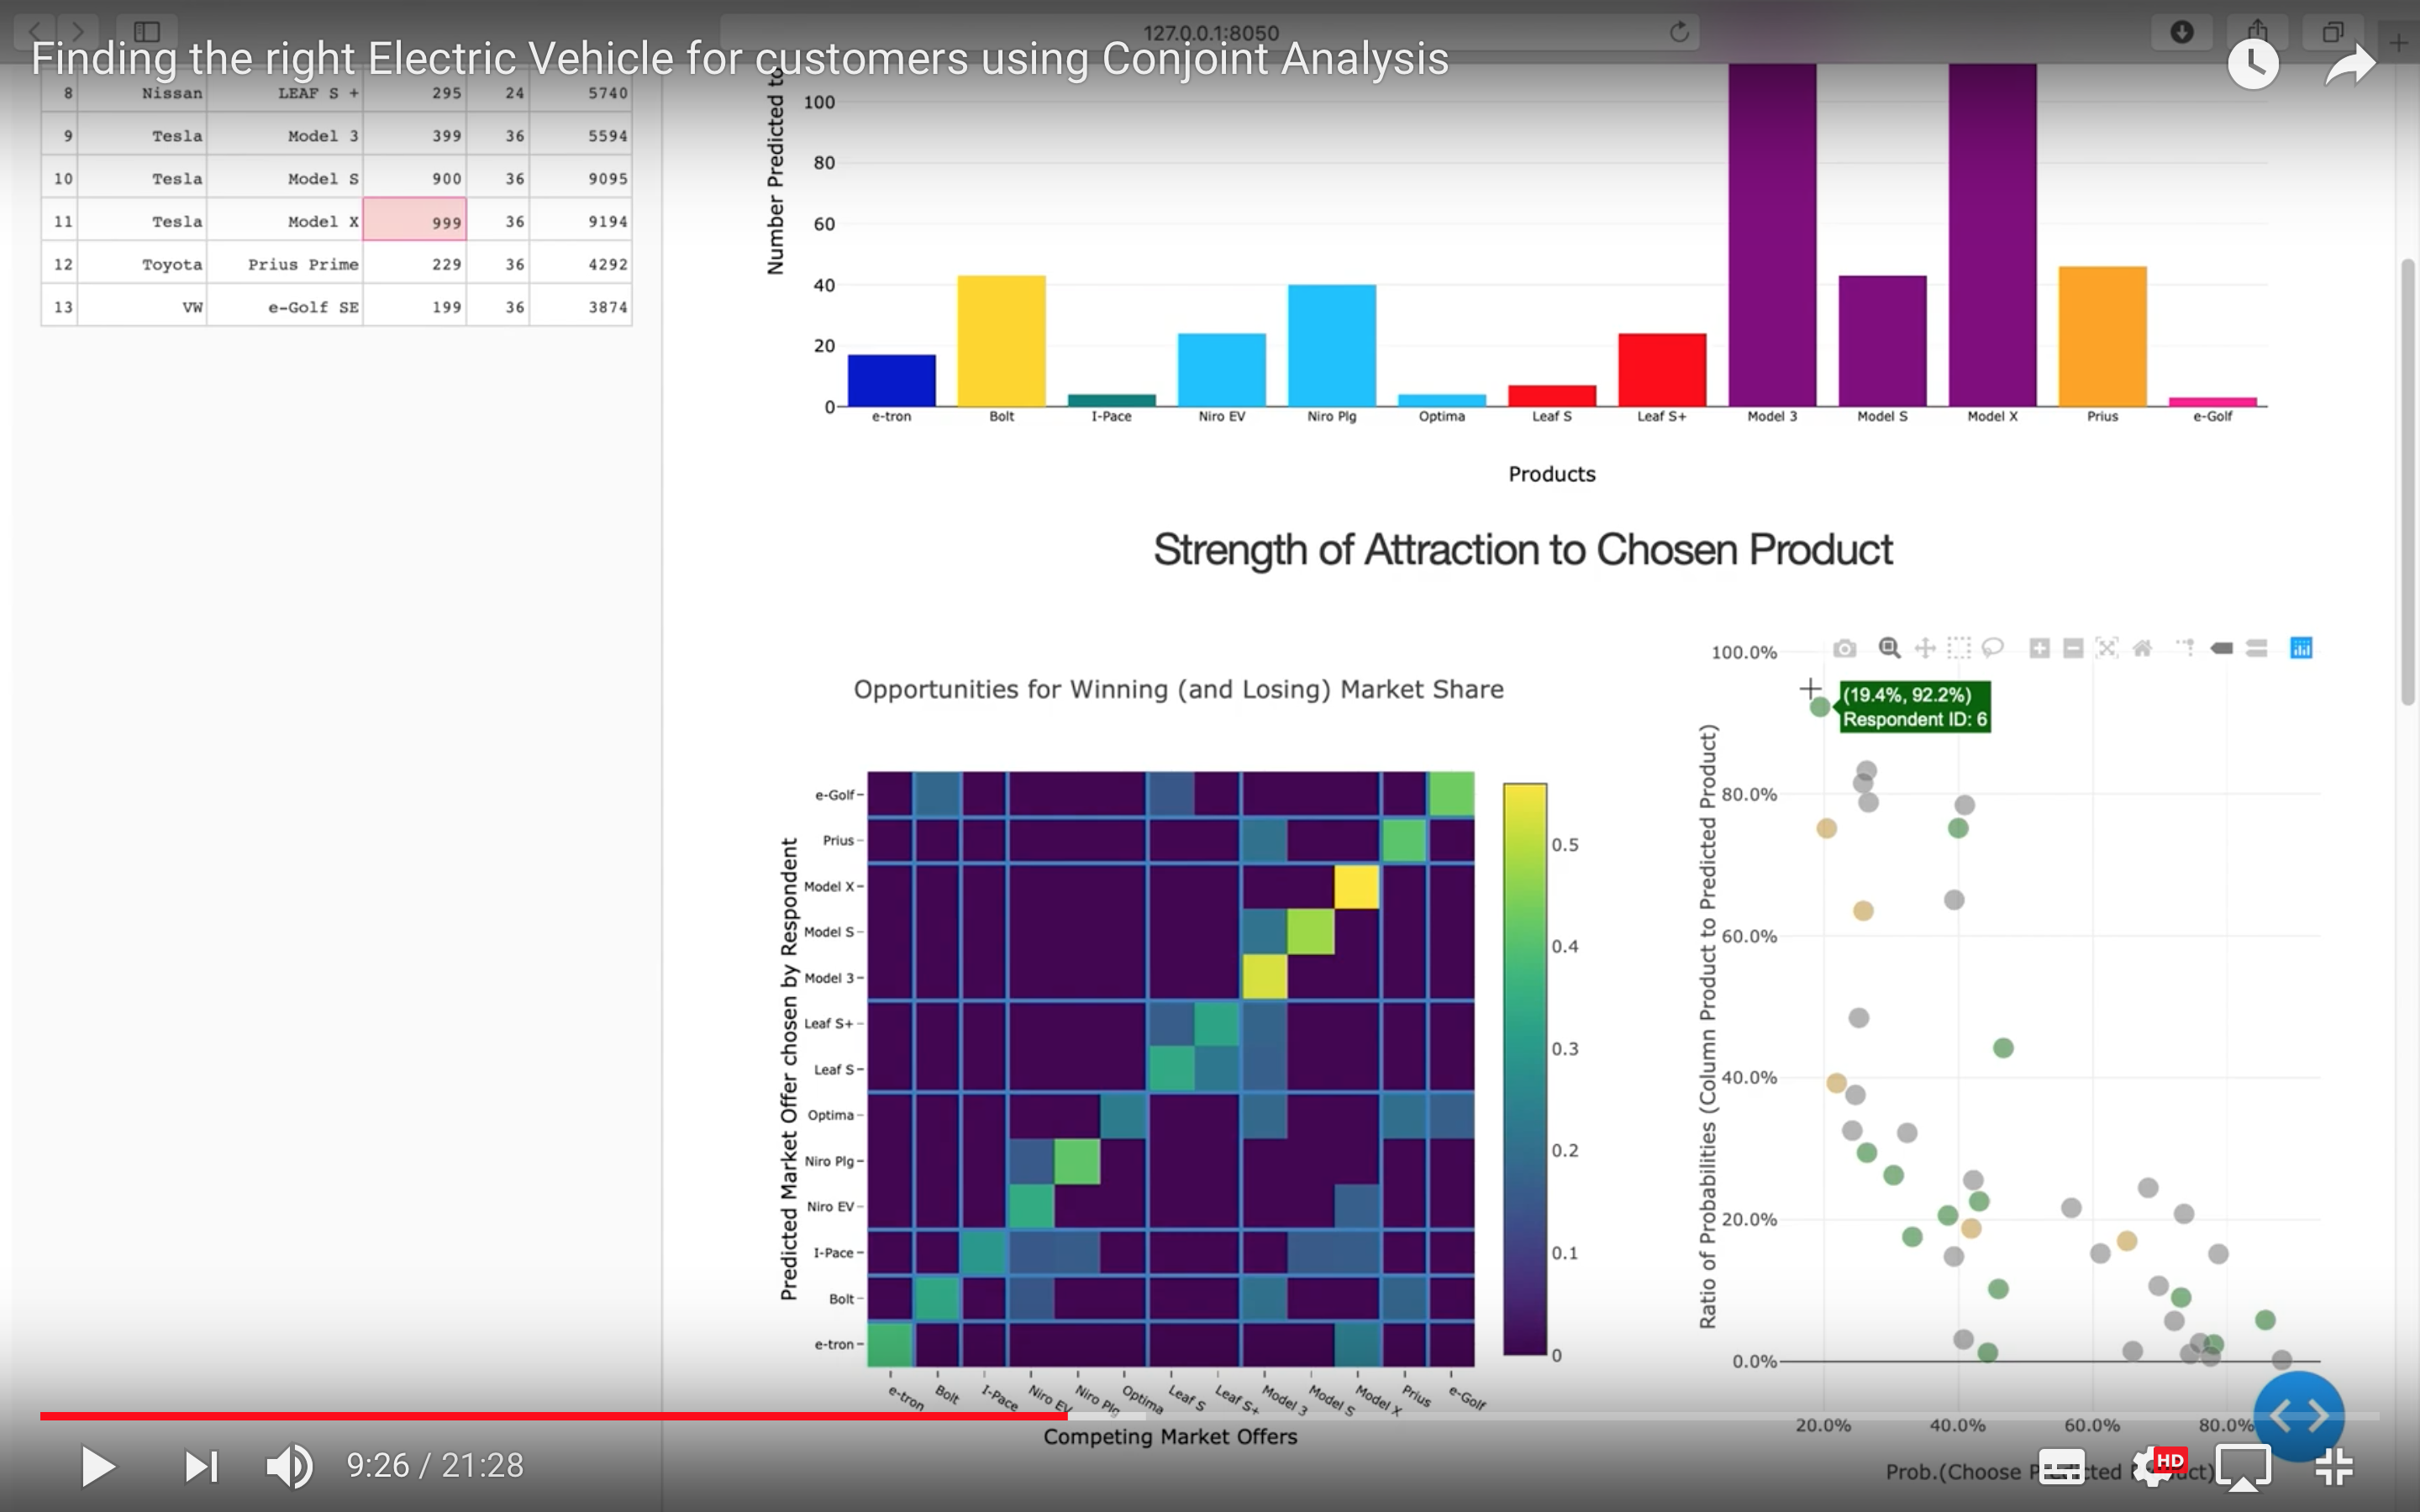 127.0.0.1:8050
Finding the right Electric Vehicle for customers using Conjoint Analysis
8 Nissan LEAF S + 295 24 5740
9 Tesla Model 3 399 36 5594
10 Tesla Model S 900 36 9095
11 Tesla Model X 999 36 9194
12 Toyota Prius Prime 229 36 4292
13 VW e-Golf SE 199 36 3874
Number Predicted to
100
80
60
40
20
0
e-tron Bolt I-Pace Niro EV Niro Plg Optima Leaf S Leaf S+ Model 3 Model S Model X Prius e-Golf
Products
Strength of Attraction to Chosen Product
Opportunities for Winning (and Losing) Market Share
Predicted Market Offer chosen by Respondent
e-Golf
Prius
Model X
Model S
Model 3
Leaf S+
Leaf S
Optima
Niro Plg
Niro EV
I-Pace
Bolt
e-tron
e-tron Bolt I-Pace Niro EV Niro Plg Optima Leaf S Leaf S+ Model 3 Model S Model X Prius e-Golf
Competing Market Offers
0.5
0.4
0.3
0.2
0.1
0
Ratio of Probabilities (Column Product to Predicted Product)
100.0%
80.0%
60.0%
40.0%
20.0%
0.0%
(19.4%, 92.2%)
Respondent ID: 6
20.0% 40.0% 60.0% 80.0%
Prob.(Choose
9:26 / 21:28
HD